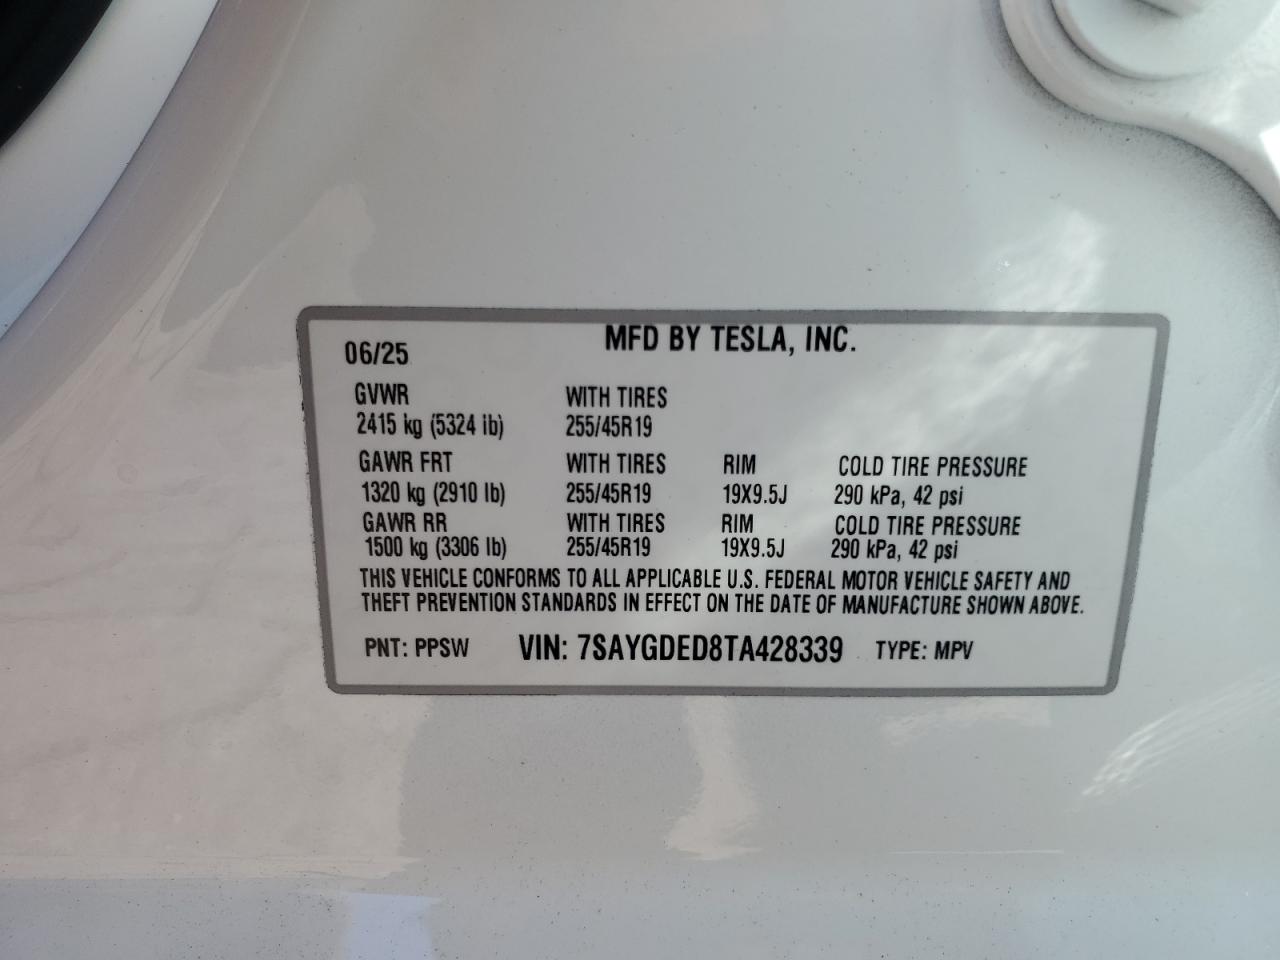 MFD BY TESLA, INC.
06/25
GVWR WITH TIRES
2415 kg (5324 lb) 255/45R19
GAWR FRT WITH TIRES RIM COLD TIRE PRESSURE
1320 kg (2910 lb) 255/45R19 19X9.5J 290 kPa, 42 psi
GAWR RR WITH TIRES RIM COLD TIRE PRESSURE
1500 kg (3306 lb) 255/45R19 19X9.5J 290 kPa, 42 psi
THIS VEHICLE CONFORMS TO ALL APPLICABLE U.S. FEDERAL MOTOR VEHICLE SAFETY AND
THEFT PREVENTION STANDARDS IN EFFECT ON THE DATE OF MANUFACTURE SHOWN ABOVE.
PNT: PPSW VIN: 7SAYGDED8TA428339 TYPE: MPV